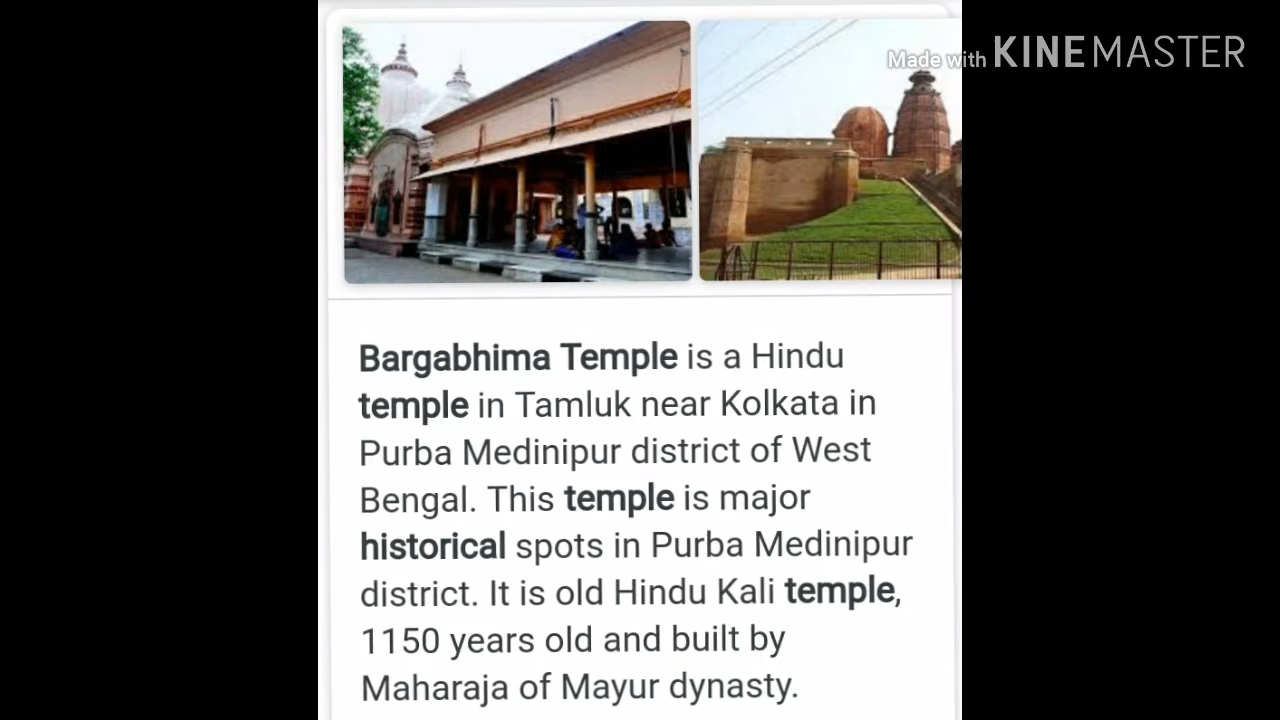 Made with KINEMASTER
Bargabhima Temple is a Hindu
temple in Tamluk near Kolkata in
Purba Medinipur district of West
Bengal. This temple is major
historical spots in Purba Medinipur
district. It is old Hindu Kali temple,
1150 years old and built by
Maharaja of Mayur dynasty.